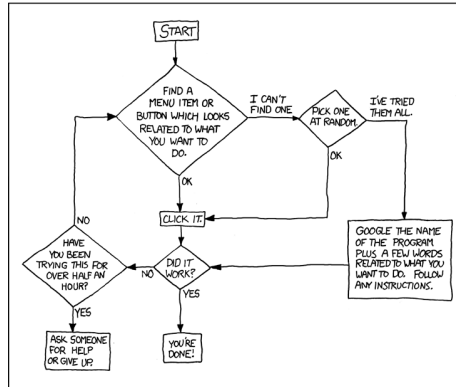 START
FIND A
MENU ITEM OR
BUTTON WHICH LOOKS
RELATED TO WHAT
YOU WANT TO
DO.
I CAN'T
FIND ONE
PICK ONE
AT RANDOM.
I'VE TRIED
THEM ALL.
OK
OK
CLICK IT.
NO
HAVE
YOU BEEN
TRYING THIS FOR
OVER HALF AN
HOUR?
NO
DID IT
WORK?
GOOGLE THE NAME
OF THE PROGRAM
PLUS A FEW WORDS
RELATED TO WHAT YOU
WANT TO DO. FOLLOW
ANY INSTRUCTIONS.
YES
YES
ASK SOMEONE
FOR HELP
OR GIVE UP.
YOU'RE
DONE!